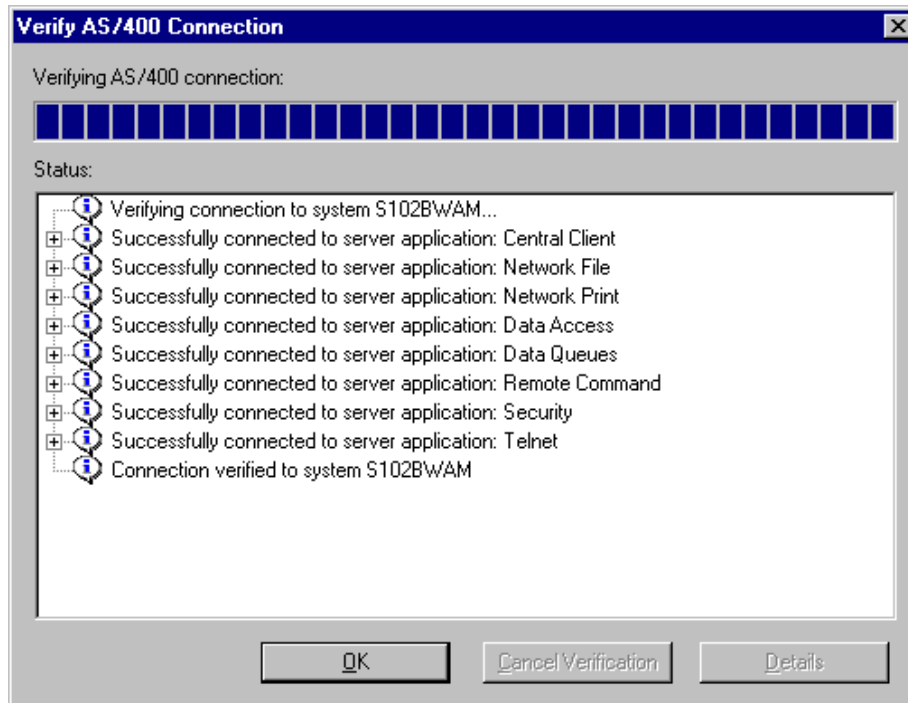 Verify AS/400 Connection
Verifying AS/400 connection:
Status:
Verifying connection to system S102BWAM...
Successfully connected to server application: Central Client
Successfully connected to server application: Network File
Successfully connected to server application: Network Print
Successfully connected to server application: Data Access
Successfully connected to server application: Data Queues
Successfully connected to server application: Remote Command
Successfully connected to server application: Security
Successfully connected to server application: Telnet
Connection verified to system S102BWAM
OK Cancel Verification Details